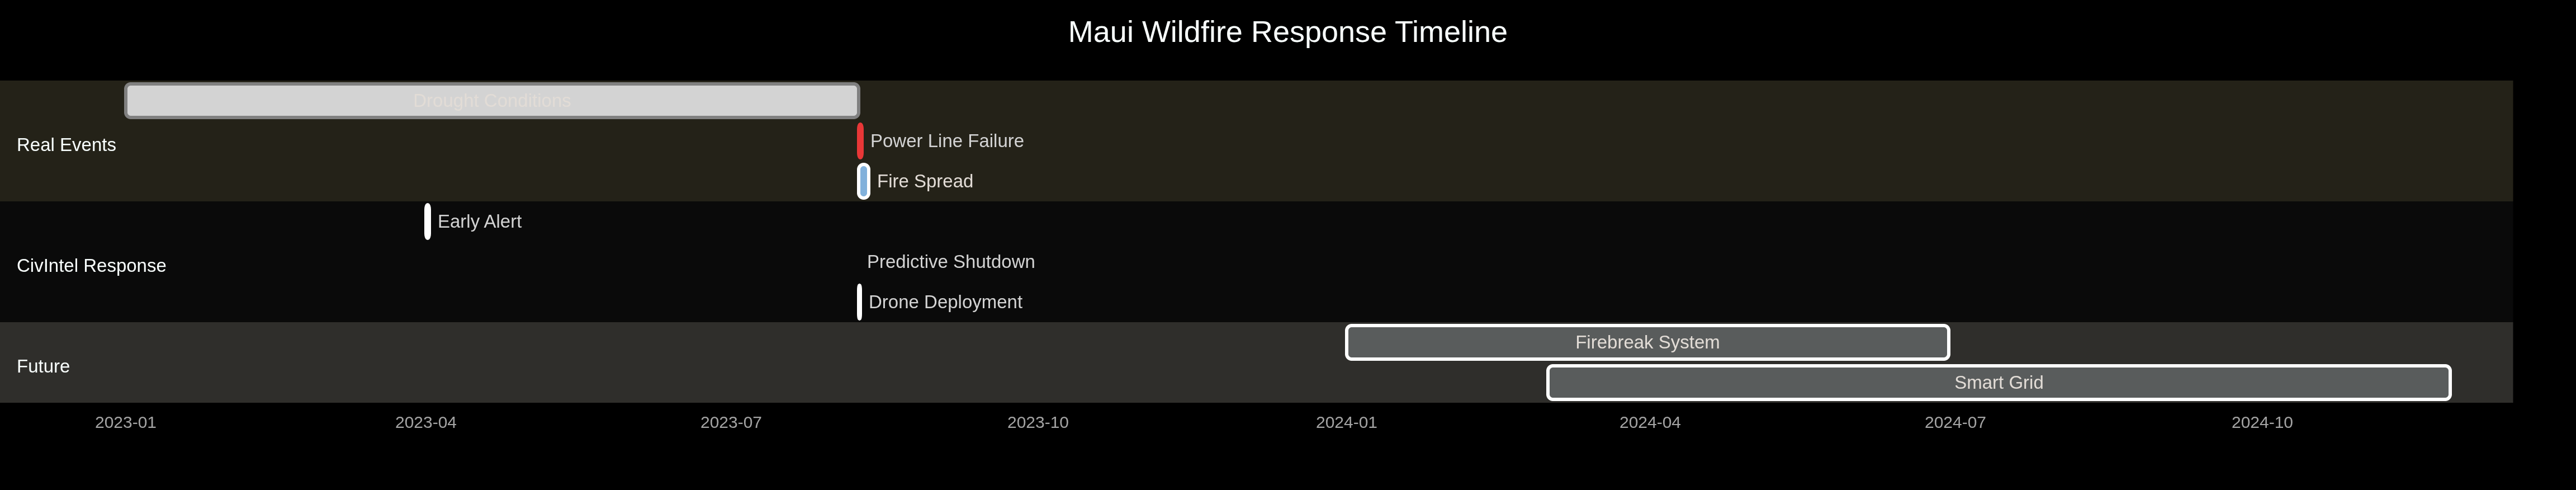 Maui Wildfire Response Timeline
Drought Conditions
Real Events
Power Line Failure
Fire Spread
Early Alert
CivIntel Response
Predictive Shutdown
Drone Deployment
Firebreak System
Future
Smart Grid
2023-01 2023-04 2023-07 2023-10 2024-01 2024-04 2024-07 2024-10